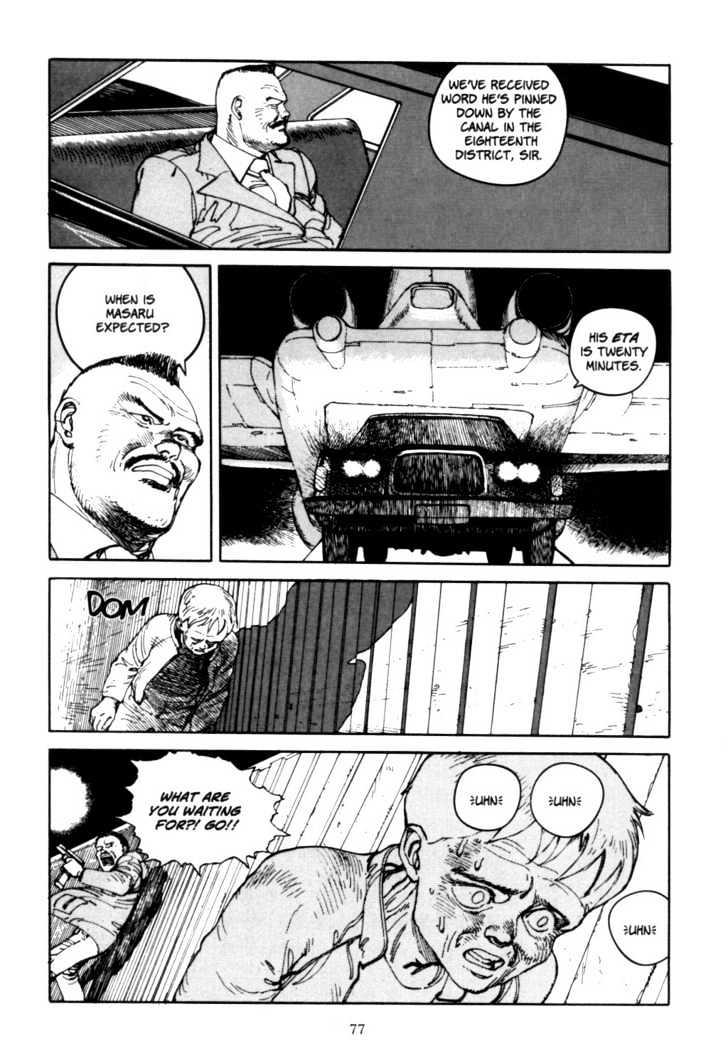 WE'VE RECEIVED
WORD HE'S PINNED
DOWN BY THE
CANAL IN THE
EIGHTEENTH
DISTRICT, SIR.
WHEN IS
MASARU
EXPECTED?
HIS ETA
IS TWENTY
MINUTES.
DOM
WHAT ARE
YOU WAITING
FOR?! GO!!
UHN
UHN
UHN
77